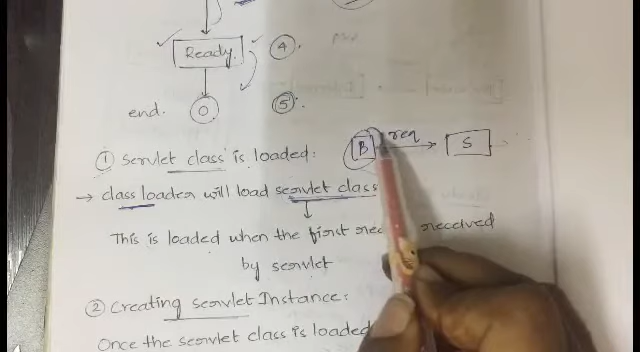 Ready. ④.
end. O ⑤
① Servlet class is loaded:
B req S
→ class loader will load servlet class
This is loaded when the first received
by servlet
② Creating servlet Instance:
Once the servlet class is loaded